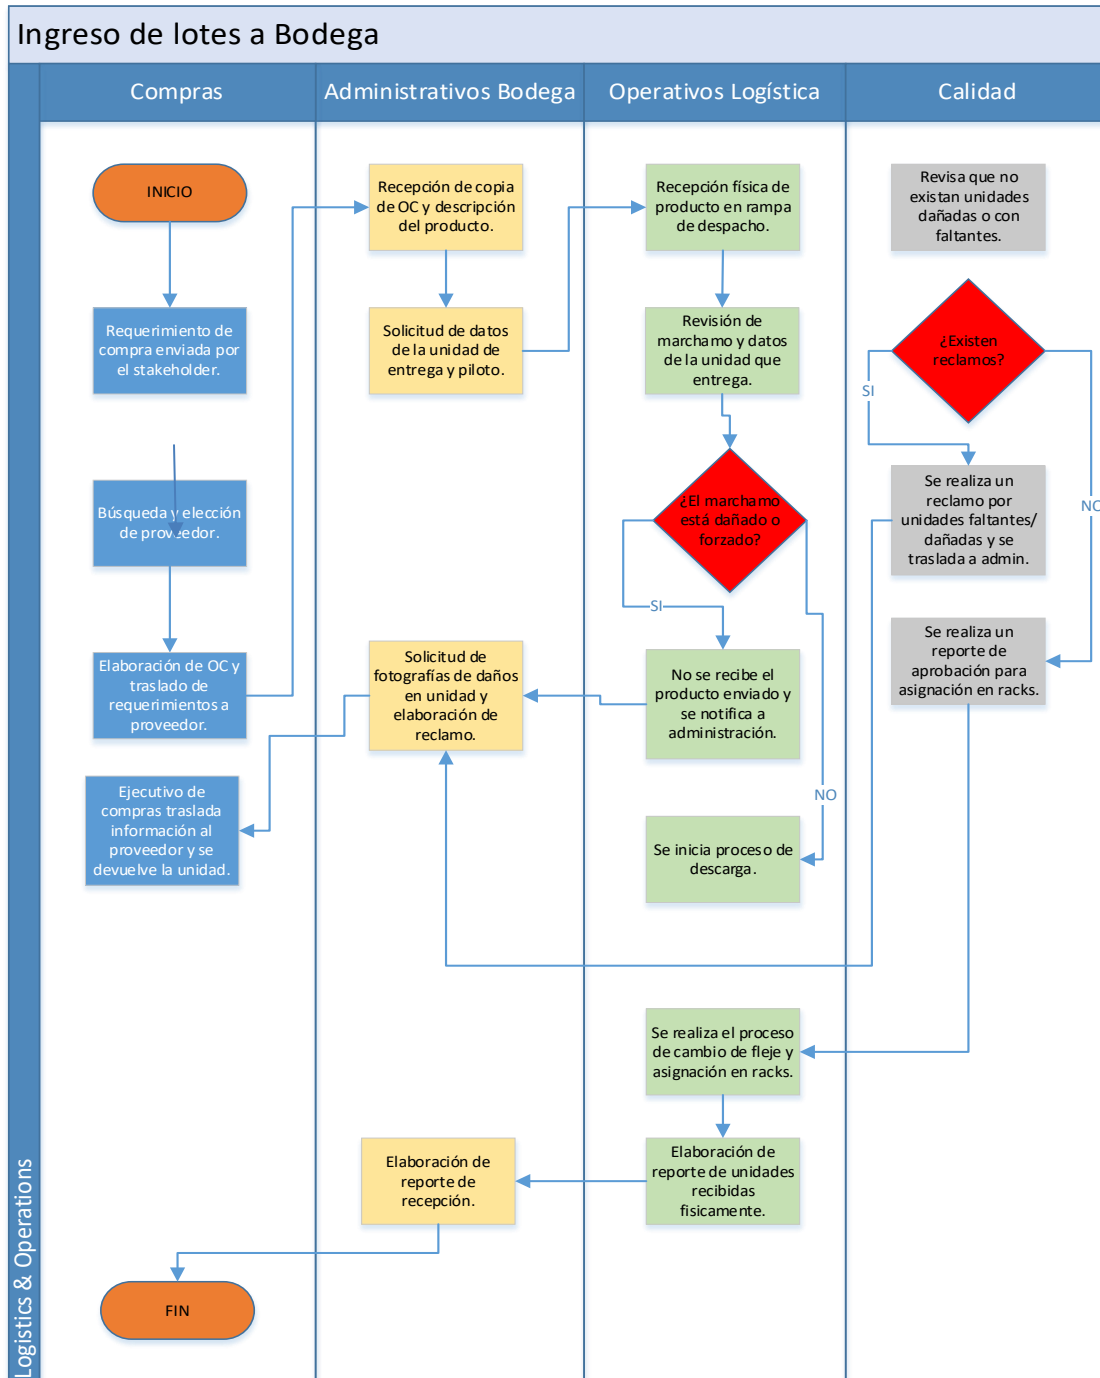 Ingreso de lotes a Bodega
Compras
Administrativos Bodega
Operativos Logística
Calidad
Logistics & Operations
INICIO
Requerimiento de
compra enviada por
el stakeholder.
Búsqueda y elección
de proveedor.
Elaboración de OC y
traslado de
requerimientos a
proveedor.
Ejecutivo de
compras traslada
información al
proveedor y se
devuelve la unidad.
FIN
Recepción de copia
de OC y descripción
del producto.
Solicitud de datos
de la unidad de
entrega y piloto.
Solicitud de
fotografías de daños
en unidad y
elaboración de
reclamo.
Elaboración de
reporte de
recepción.
Recepción física de
producto en rampa
de despacho.
Revisión de
marchamo y datos
de la unidad que
entrega.
¿El marchamo
está dañado o
forzado?
SI
NO
No se recibe el
producto enviado y
se notifica a
administración.
Se inicia proceso de
descarga.
Se realiza el proceso
de cambio de fleje y
asignación en racks.
Elaboración de
reporte de unidades
recibidas
fisicamente.
Revisa que no
existan unidades
dañadas o con
faltantes.
¿Existen
reclamos?
SI
NO
Se realiza un
reclamo por
unidades faltantes/
dañadas y se
traslada a admin.
Se realiza un
reporte de
aprobación para
asignación en racks.